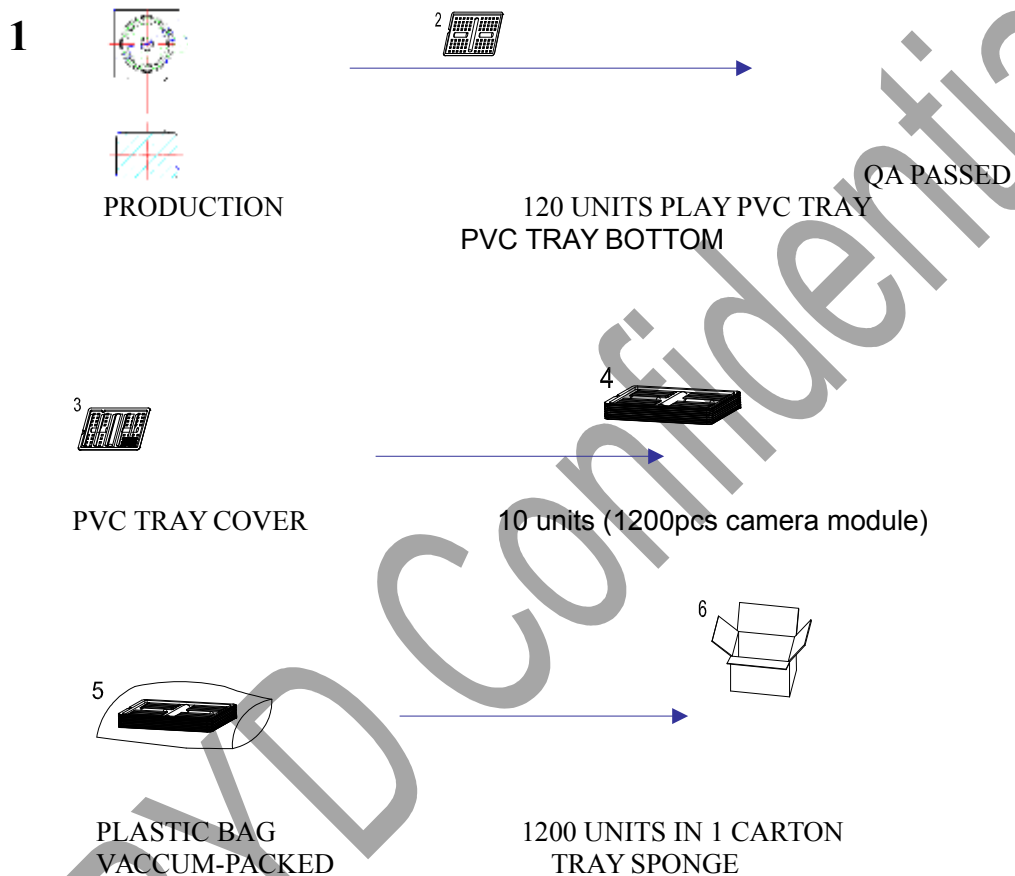 1
2
QA PASSED
PRODUCTION
120 UNITS PLAY PVC TRAY
PVC TRAY BOTTOM
3
4
PVC TRAY COVER
10 units (1200pcs camera module)
5
6
PLASTIC BAG
VACCUM-PACKED
1200 UNITS IN 1 CARTON
TRAY SPONGE
BYD Confidential